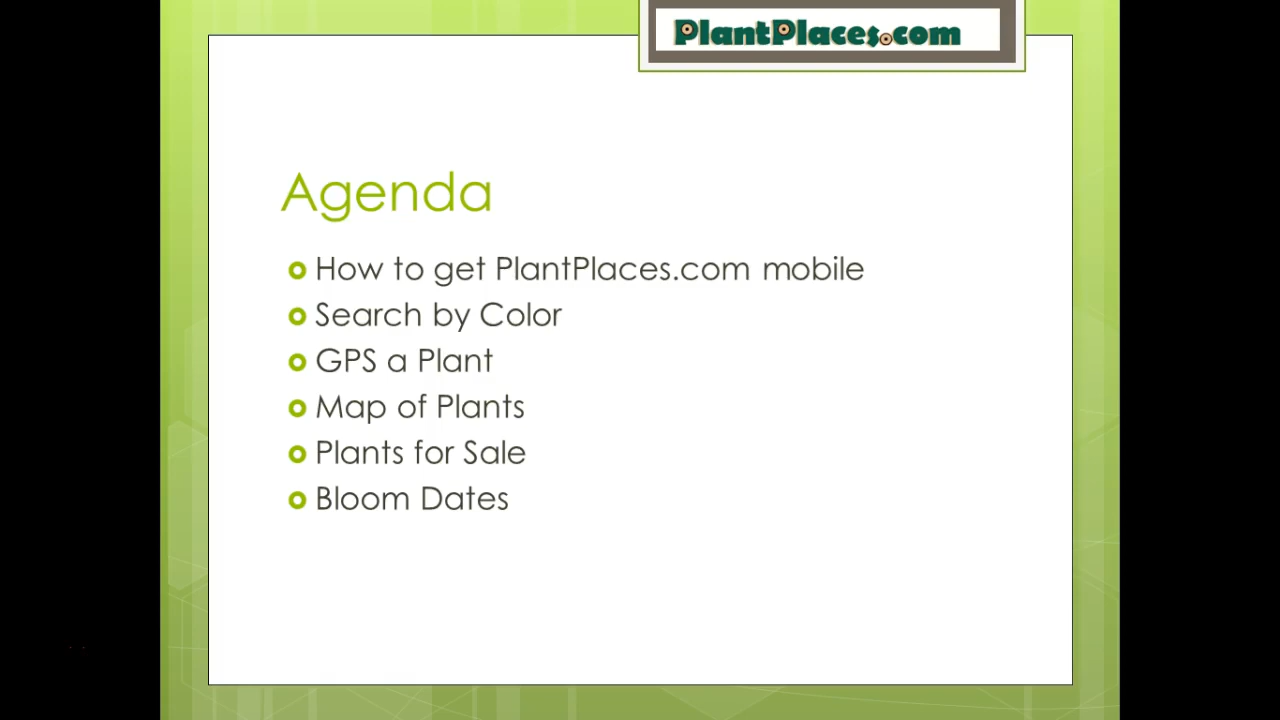 PlantPlaces.com
Agenda
How to get PlantPlaces.com mobile
Search by Color
GPS a Plant
Map of Plants
Plants for Sale
Bloom Dates